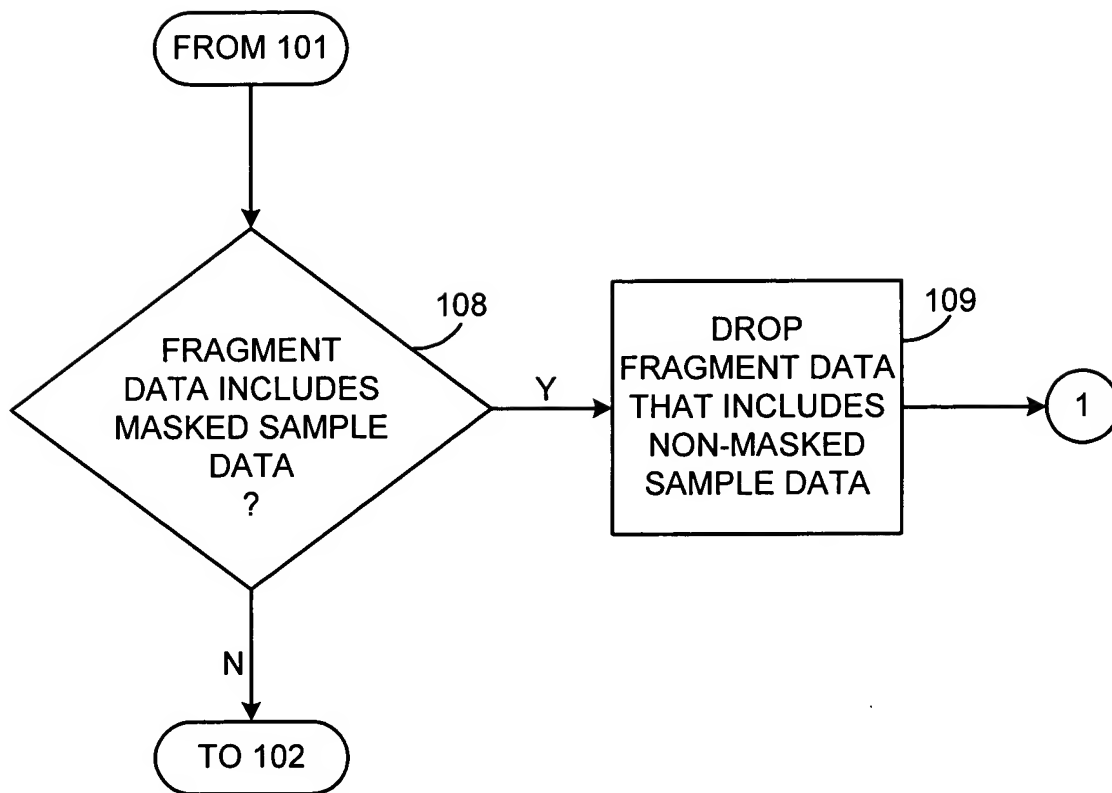 FROM 101
108
FRAGMENT
DATA INCLUDES
MASKED SAMPLE
DATA
?
Y
109
DROP
FRAGMENT DATA
THAT INCLUDES
NON-MASKED
SAMPLE DATA
1
N
TO 102